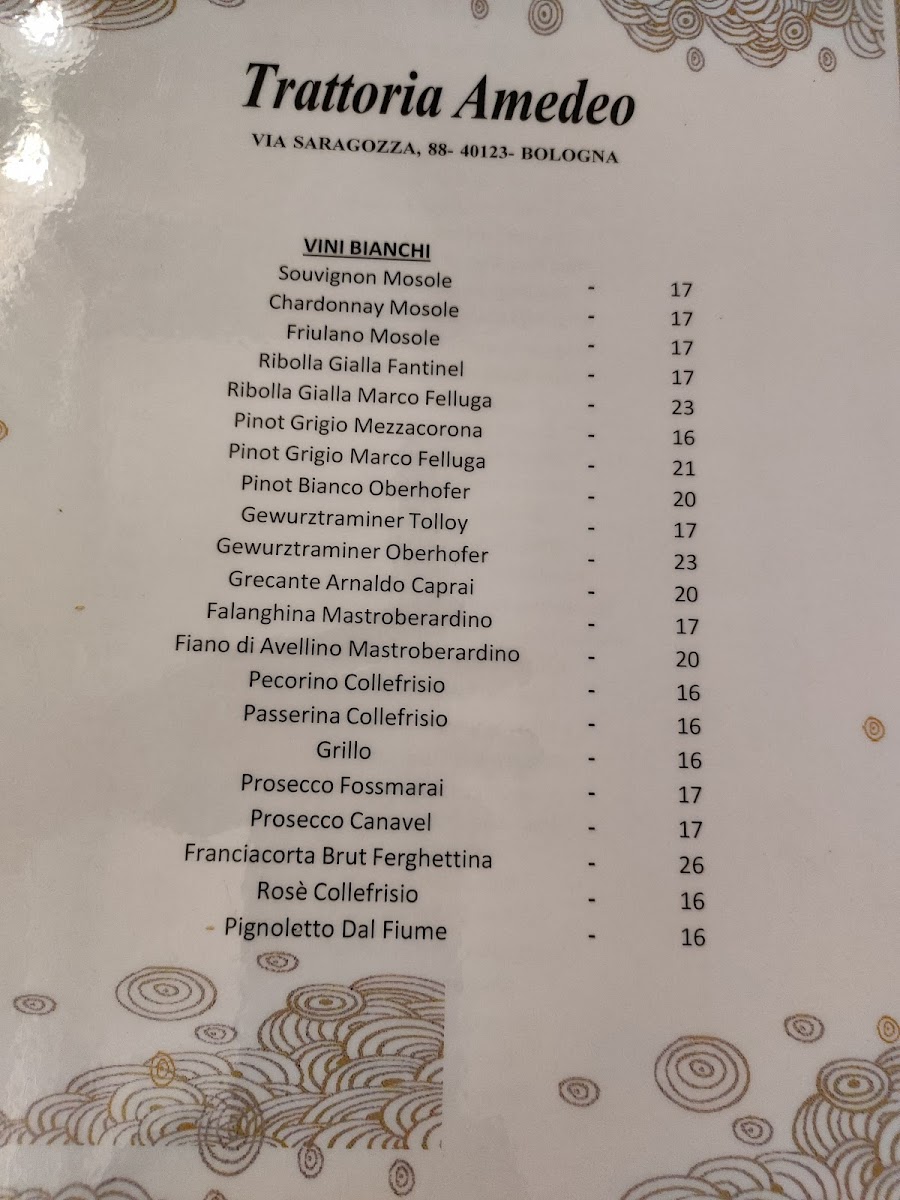 Trattoria Amedeo
VIA SARAGOZZA, 88- 40123- BOLOGNA
VINI BIANCHI
Souvignon Mosole - 17
Chardonnay Mosole - 17
Friulano Mosole - 17
Ribolla Gialla Fantinel - 17
Ribolla Gialla Marco Felluga - 23
Pinot Grigio Mezzacorona - 16
Pinot Grigio Marco Felluga - 21
Pinot Bianco Oberhofer - 20
Gewurztraminer Tolloy - 17
Gewurztraminer Oberhofer - 23
Grecante Arnaldo Caprai - 20
Falanghina Mastroberardino - 17
Fiano di Avellino Mastroberardino - 20
Pecorino Collefrisio - 16
Passerina Collefrisio - 16
Grillo - 16
Prosecco Fossmarai - 17
Prosecco Canavel - 17
Franciacorta Brut Ferghettina - 26
Rosè Collefrisio - 16
Pignoletto Dal Fiume - 16